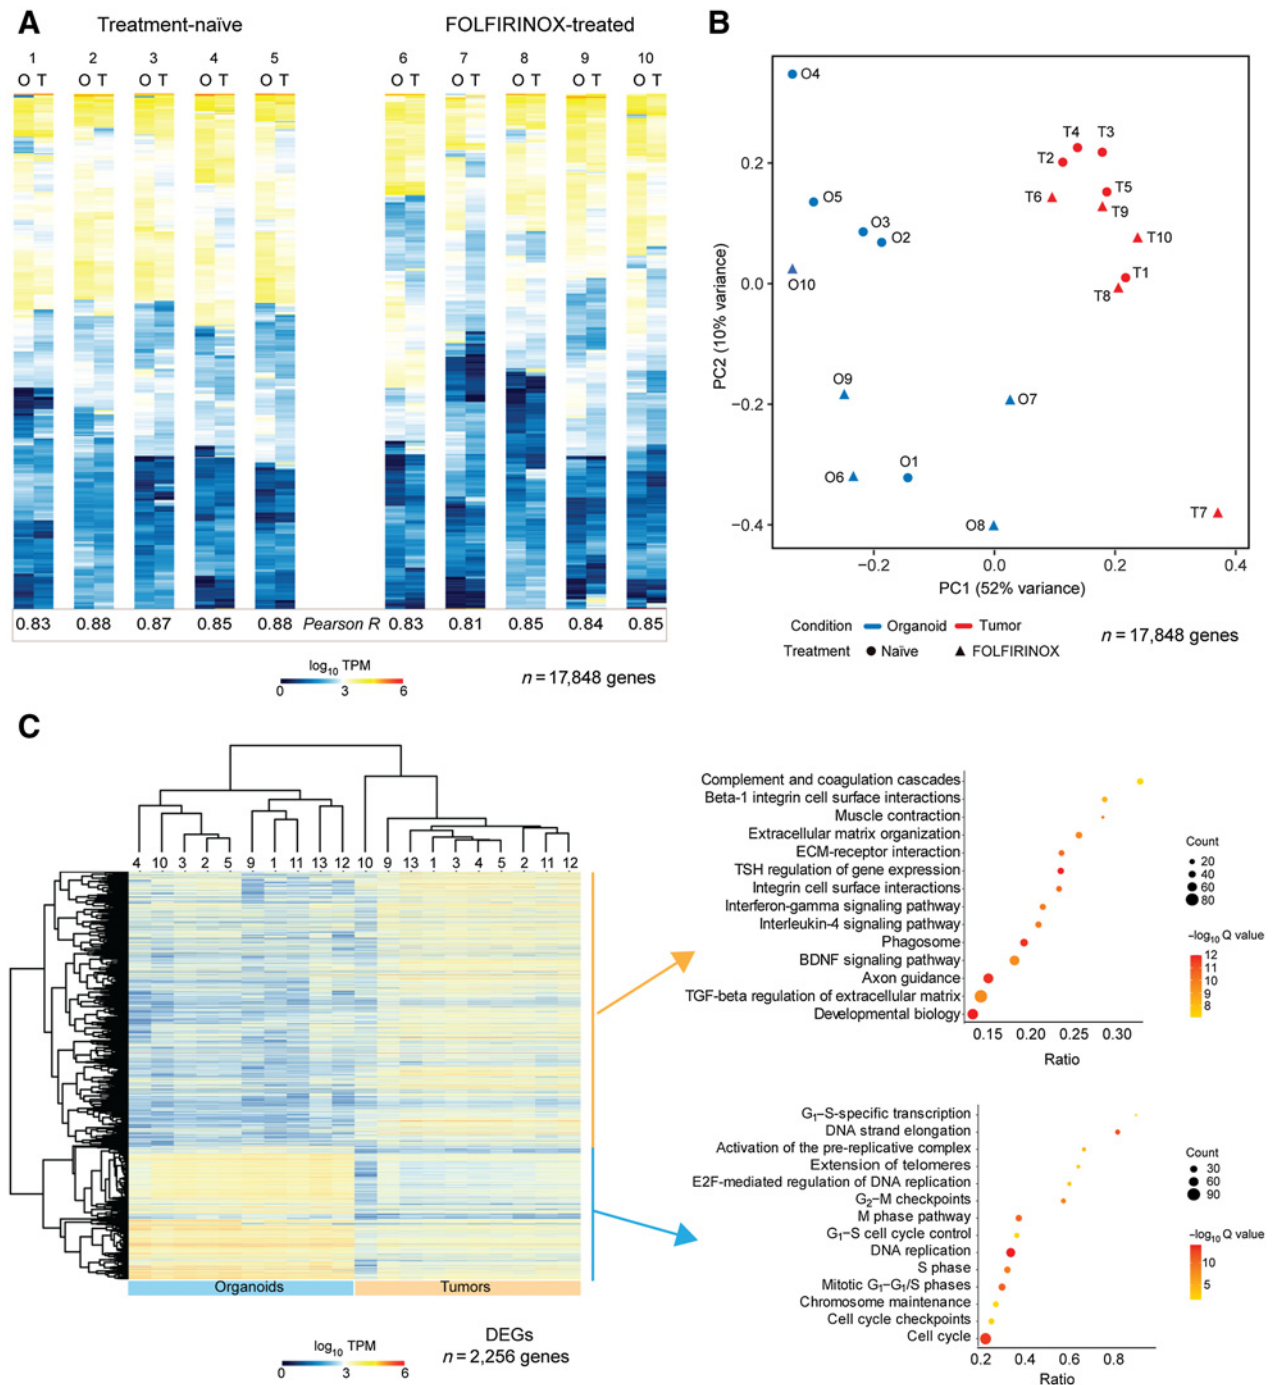 A
Treatment-naïve
FOLFIRINOX-treated
1 2 3 4 5 6 7 8 9 10
O T O T O T O T O T O T O T O T O T O T
0.83 0.88 0.87 0.85 0.88 Pearson R 0.83 0.81 0.85 0.84 0.85
log10 TPM
0 3 6
n = 17,848 genes
B
PC2 (10% variance)
0.2
0.0
−0.2
−0.4
O4
T4 T3
T2
T5
T6
T9
O5
O3
O2
T10
O10
T1
T8
O9
O7
O6
O1
O8
T7
−0.2 0.0 0.2 0.4
PC1 (52% variance)
Condition Organoid Tumor
Treatment Naïve FOLFIRINOX
n = 17,848 genes
C
4 10 3 2 5 9 1 11 13 12 10 9 13 1 3 4 5 2 11 12
Organoids Tumors
log10 TPM
0 3 6
DEGs
n = 2,256 genes
Complement and coagulation cascades
Beta-1 integrin cell surface interactions
Muscle contraction
Extracellular matrix organization
ECM-receptor interaction
TSH regulation of gene expression
Integrin cell surface interactions
Interferon-gamma signaling pathway
Interleukin-4 signaling pathway
Phagosome
BDNF signaling pathway
Axon guidance
TGF-beta regulation of extracellular matrix
Developmental biology
0.15 0.20 0.25 0.30
Ratio
Count
20
40
60
80
−log10 Q value
12
11
10
9
8
G1−S-specific transcription
DNA strand elongation
Activation of the pre-replicative complex
Extension of telomeres
E2F-mediated regulation of DNA replication
G2−M checkpoints
M phase pathway
G1−S cell cycle control
DNA replication
S phase
Mitotic G1−G1/S phases
Chromosome maintenance
Cell cycle checkpoints
Cell cycle
0.2 0.4 0.6 0.8
Ratio
Count
30
60
90
−log10 Q value
10
5